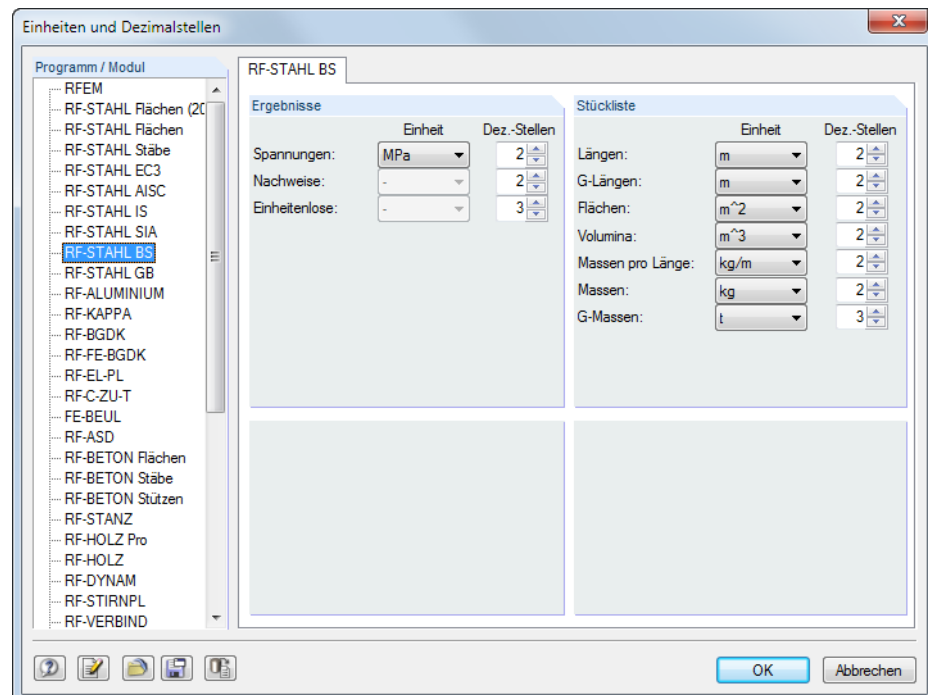 Einheiten und Dezimalstellen
Programm / Modul
RFEM
RF-STAHL Flächen (20
RF-STAHL Flächen
RF-STAHL Stäbe
RF-STAHL EC3
RF-STAHL AISC
RF-STAHL IS
RF-STAHL SIA
RF-STAHL BS
RF-STAHL GB
RF-ALUMINIUM
RF-KAPPA
RF-BGDK
RF-FE-BGDK
RF-EL-PL
RF-C-ZU-T
FE-BEUL
RF-ASD
RF-BETON Flächen
RF-BETON Stäbe
RF-BETON Stützen
RF-STANZ
RF-HOLZ Pro
RF-HOLZ
RF-DYNAM
RF-STIRNPL
RF-VERBIND
RF-STAHL BS
Ergebnisse
Einheit Dez.-Stellen
Spannungen: MPa 2
Nachweise: - 2
Einheitenlose: - 3
Stückliste
Einheit Dez.-Stellen
Längen: m 2
G-Längen: m 2
Flächen: m^2 2
Volumina: m^3 2
Massen pro Länge: kg/m 2
Massen: kg 2
G-Massen: t 3
OK Abbrechen